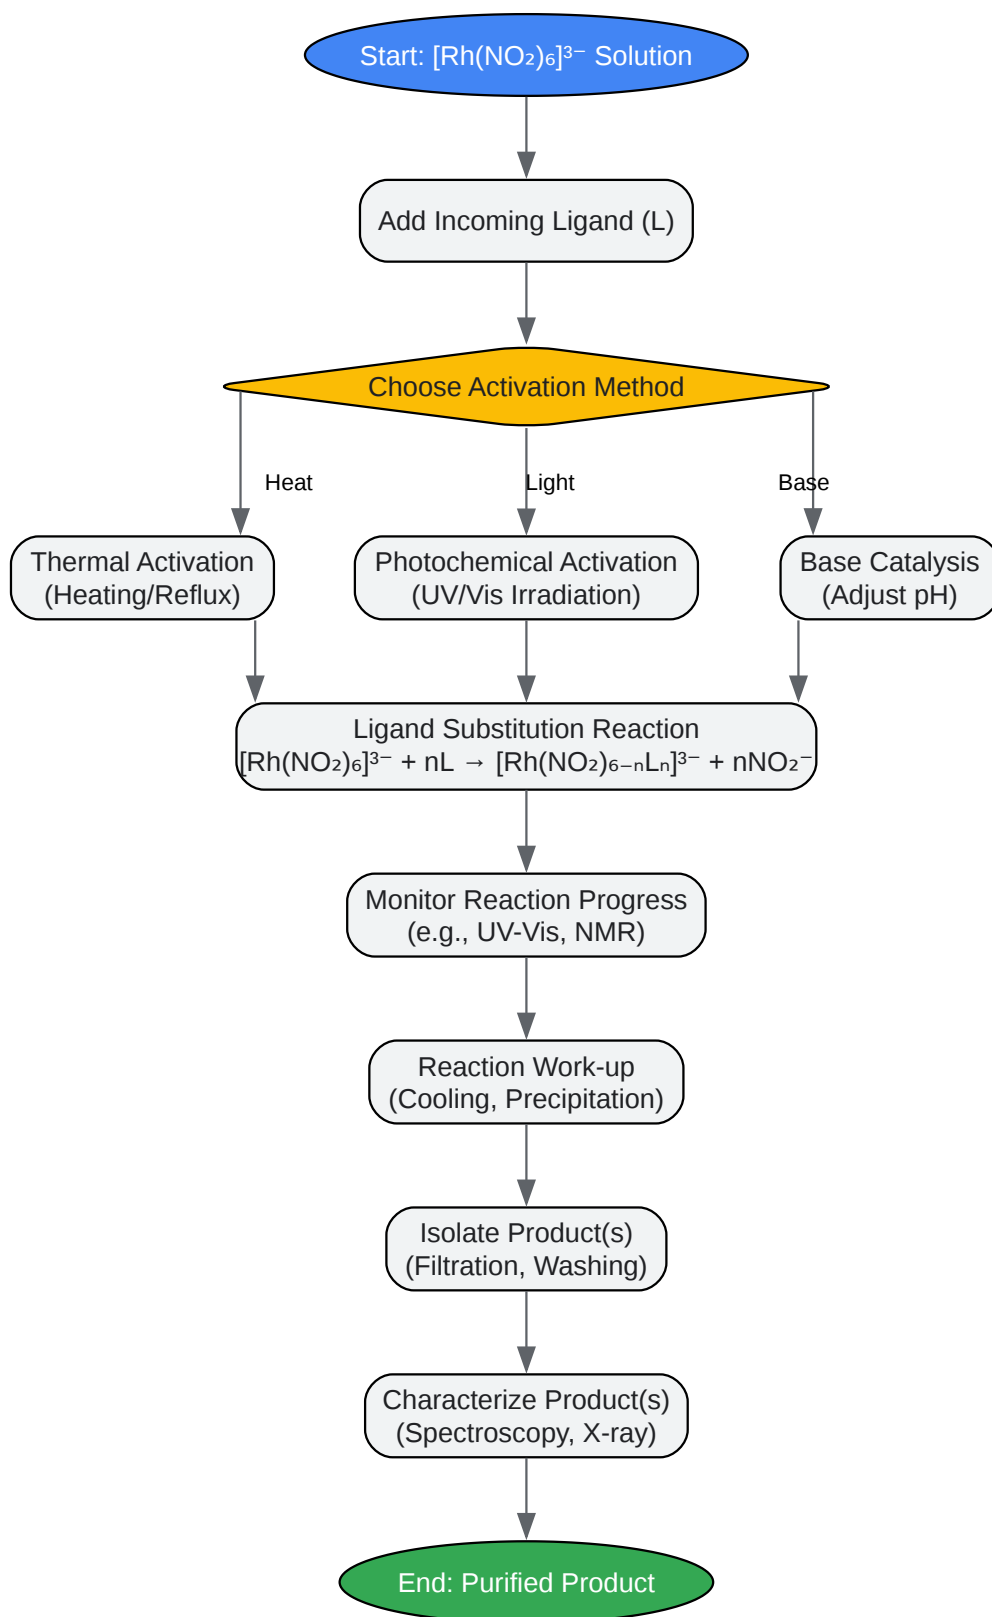 Start: [Rh(NO₂)₆]³⁻ Solution
Add Incoming Ligand (L)
Choose Activation Method
Heat
Light
Base
Thermal Activation
(Heating/Reflux)
Photochemical Activation
(UV/Vis Irradiation)
Base Catalysis
(Adjust pH)
Ligand Substitution Reaction
[Rh(NO₂)₆]³⁻ + nL → [Rh(NO₂)₆₋ₙLₙ]³⁻ + nNO₂⁻
Monitor Reaction Progress
(e.g., UV-Vis, NMR)
Reaction Work-up
(Cooling, Precipitation)
Isolate Product(s)
(Filtration, Washing)
Characterize Product(s)
(Spectroscopy, X-ray)
End: Purified Product